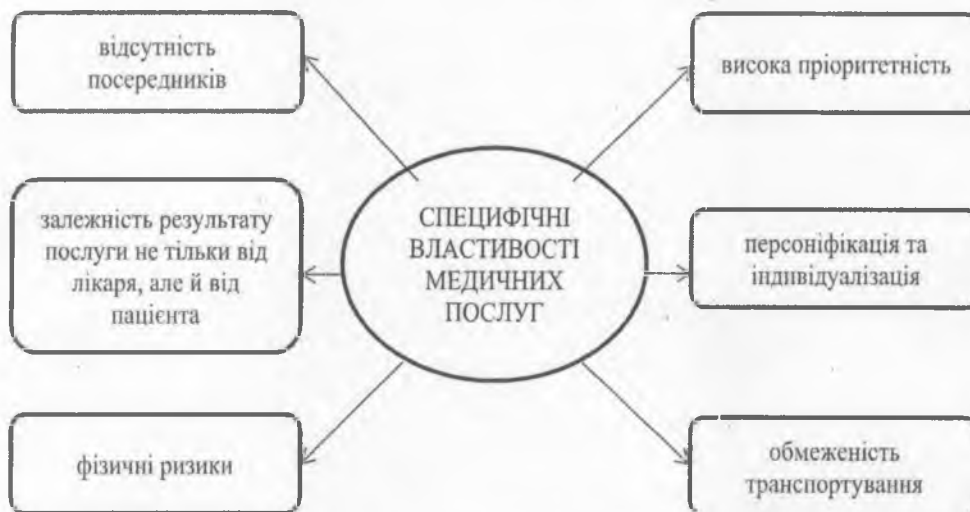 відсутність
посередників
висока пріоритетність
залежність результату
послуги не тільки від
лікаря, але й від
пацієнта
СПЕЦИФІЧНІ
ВЛАСТИВОСТІ
МЕДИЧНИХ
ПОСЛУГ
персоніфікація та
індивідуалізація
фізичні ризики
обмеженість
транспортування